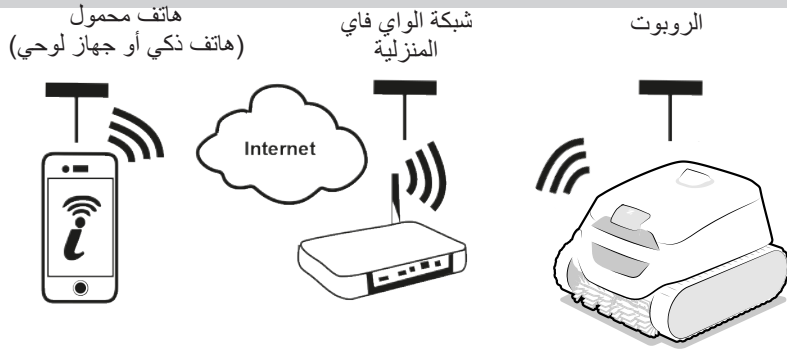 الروبوت
شبكة الواي فاي
المنزلية
هاتف محمول
(هاتف ذكي أو جهاز لوحي)
Internet
i